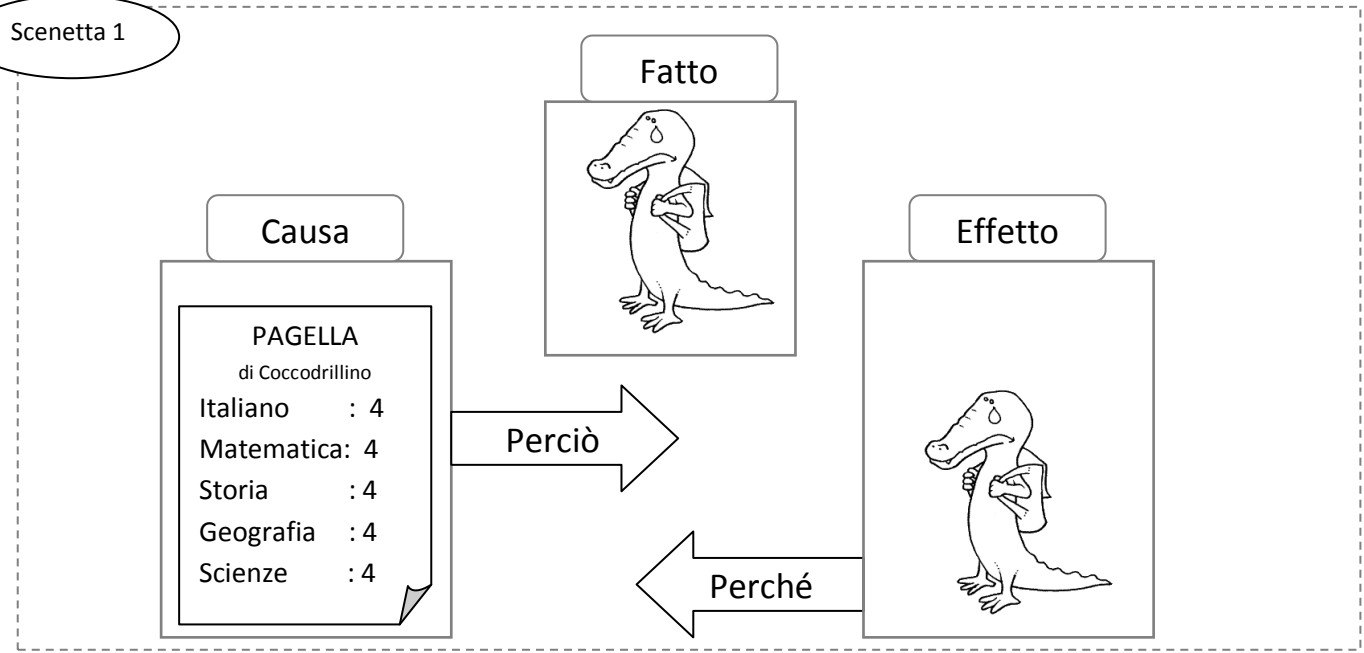 Scenetta 1
Fatto
Causa
Effetto
PAGELLA
di Coccodrillino
Italiano : 4
Matematica: 4
Storia : 4
Geografia : 4
Scienze : 4
Perciò
Perché